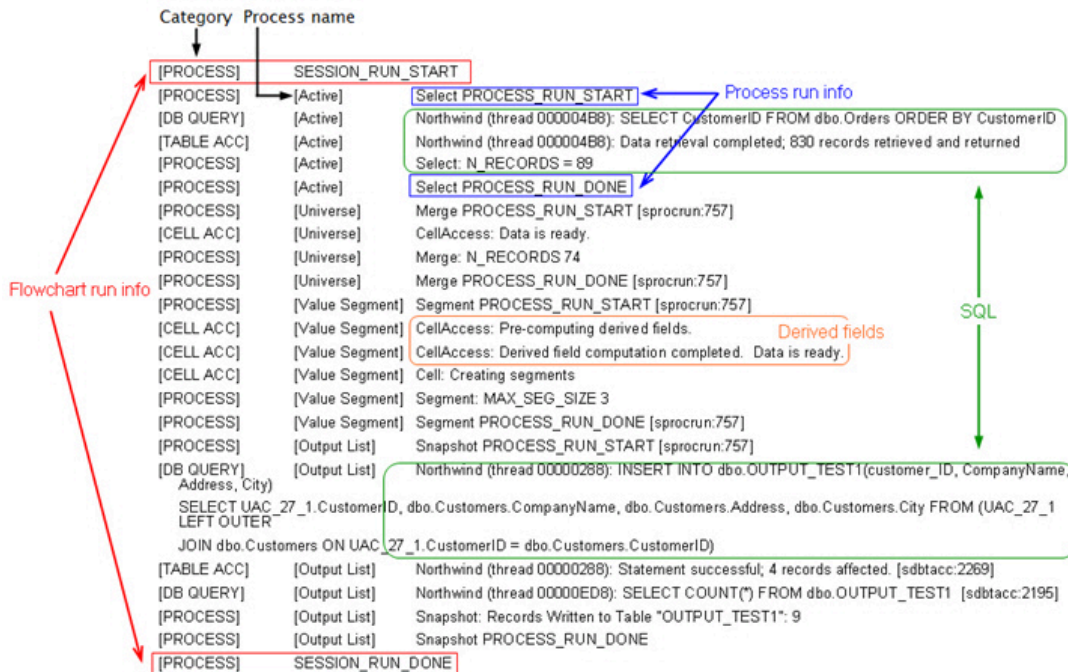 Category Process name
[PROCESS] SESSION_RUN_START
[PROCESS] [Active] Select PROCESS_RUN_START
Process run info
[DB QUERY] [Active] Northwind (thread 000004B8): SELECT CustomerID FROM dbo.Orders ORDER BY CustomerID
[TABLE ACC] [Active] Northwind (thread 000004B8): Data retrieval completed; 830 records retrieved and returned
[PROCESS] [Active] Select: N_RECORDS = 89
[PROCESS] [Active] Select PROCESS_RUN_DONE
[PROCESS] [Universe] Merge PROCESS_RUN_START [sprocrun:757]
[CELL ACC] [Universe] CellAccess: Data is ready.
[PROCESS] [Universe] Merge: N_RECORDS 74
[PROCESS] [Universe] Merge PROCESS_RUN_DONE [sprocrun:757]
Flowchart run info
[PROCESS] [Value Segment] Segment PROCESS_RUN_START [sprocrun:757]
SQL
[CELL ACC] [Value Segment] CellAccess: Pre-computing derived fields.
Derived fields
[CELL ACC] [Value Segment] CellAccess: Derived field computation completed. Data is ready.
[CELL ACC] [Value Segment] Cell: Creating segments
[PROCESS] [Value Segment] Segment: MAX_SEG_SIZE 3
[PROCESS] [Value Segment] Segment PROCESS_RUN_DONE [sprocrun:757]
[PROCESS] [Output List] Snapshot PROCESS_RUN_START [sprocrun:757]
[DB QUERY] [Output List] Northwind (thread 00000288): INSERT INTO dbo.OUTPUT_TEST1(customer_ID, CompanyName,
Address, City)
SELECT UAC_27_1.CustomerID, dbo.Customers.CompanyName, dbo.Customers.Address, dbo.Customers.City FROM (UAC_27_1
LEFT OUTER
JOIN dbo.Customers ON UAC_27_1.CustomerID = dbo.Customers.CustomerID)
[TABLE ACC] [Output List] Northwind (thread 00000288): Statement successful; 4 records affected. [sdbtacc:2269]
[DB QUERY] [Output List] Northwind (thread 00000ED8): SELECT COUNT(*) FROM dbo.OUTPUT_TEST1 [sdbtacc:2195]
[PROCESS] [Output List] Snapshot: Records Written to Table "OUTPUT_TEST1": 9
[PROCESS] [Output List] Snapshot PROCESS_RUN_DONE
[PROCESS] SESSION_RUN_DONE